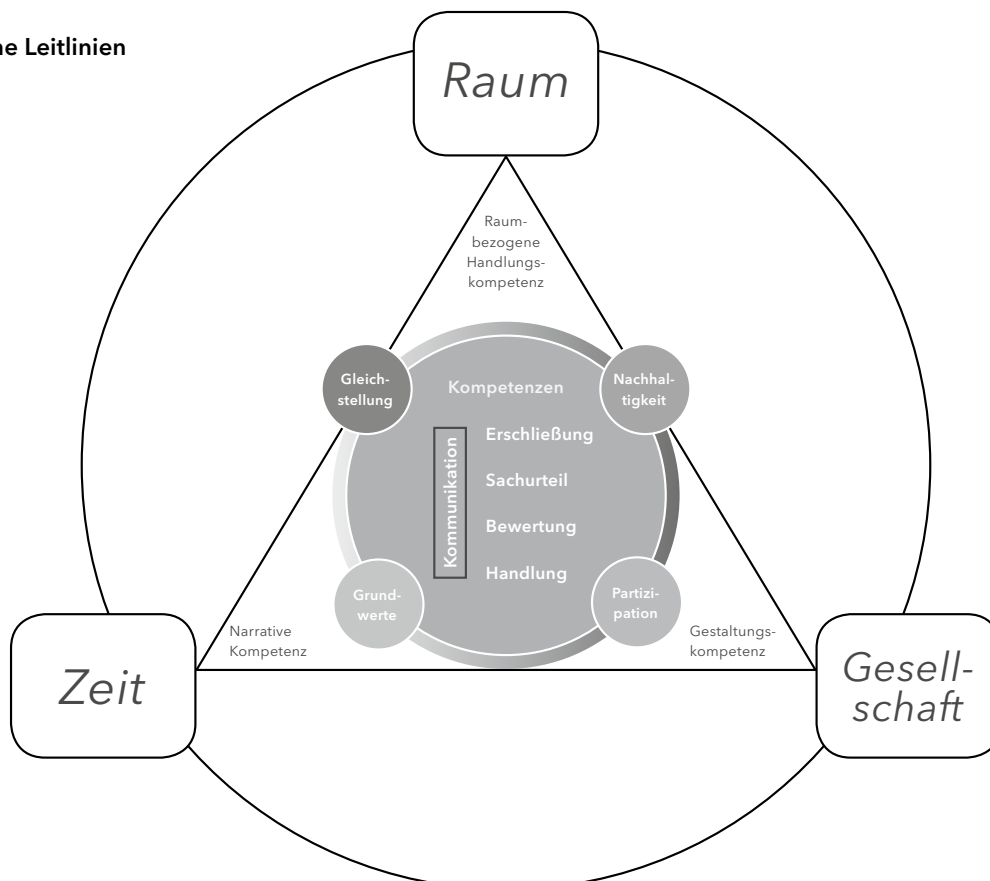 Leitlinien
Raum
Raum-
bezogene
Handlungs-
kompetenz
Gleich-
stellung
Nachhal-
tigkeit
Kompetenzen
Kommunikation
Erschließung
Sachurteil
Bewertung
Handlung
Grund-
werte
Partizi-
pation
Narrative
Kompetenz
Gestaltungs-
kompetenz
Zeit
Gesell-
schaft